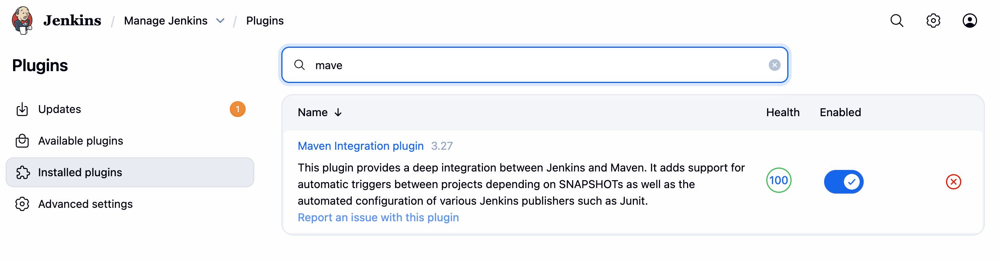 Jenkins / Manage Jenkins / Plugins
Plugins
mave
Updates 1
Available plugins
Installed plugins
Advanced settings
Name ↓ Health Enabled
Maven Integration plugin 3.27
This plugin provides a deep integration between Jenkins and Maven. It adds support for
automatic triggers between projects depending on SNAPSHOTs as well as the
automated configuration of various Jenkins publishers such as Junit.
Report an issue with this plugin
100